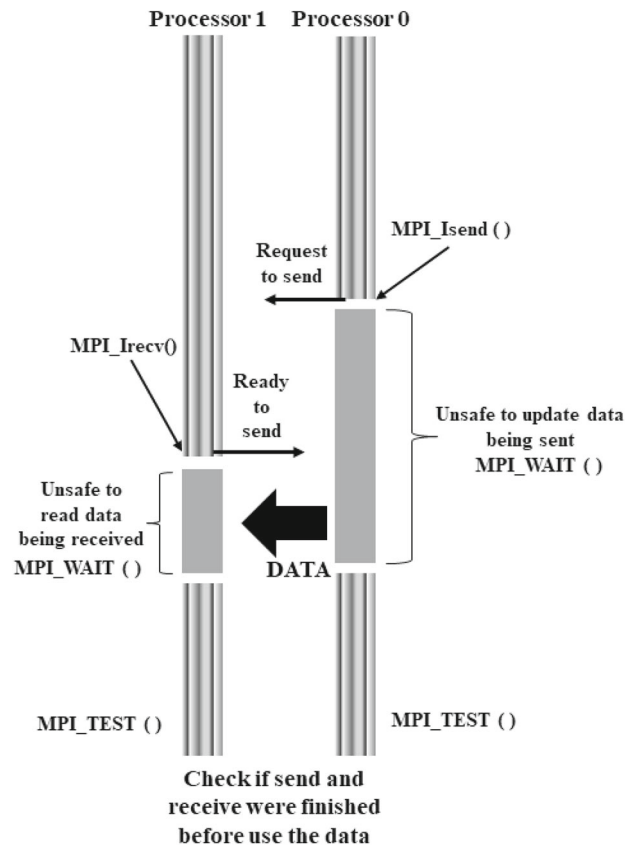 Processor 1
Processor 0
MPI_Isend ( )
Request
to send
MPI_Irecv()
Ready
to
send
Unsafe to update data
being sent
MPI_WAIT ( )
Unsafe to
read data
being received
MPI_WAIT ( )
DATA
MPI_TEST ( )
MPI_TEST ( )
Check if send and
receive were finished
before use the data